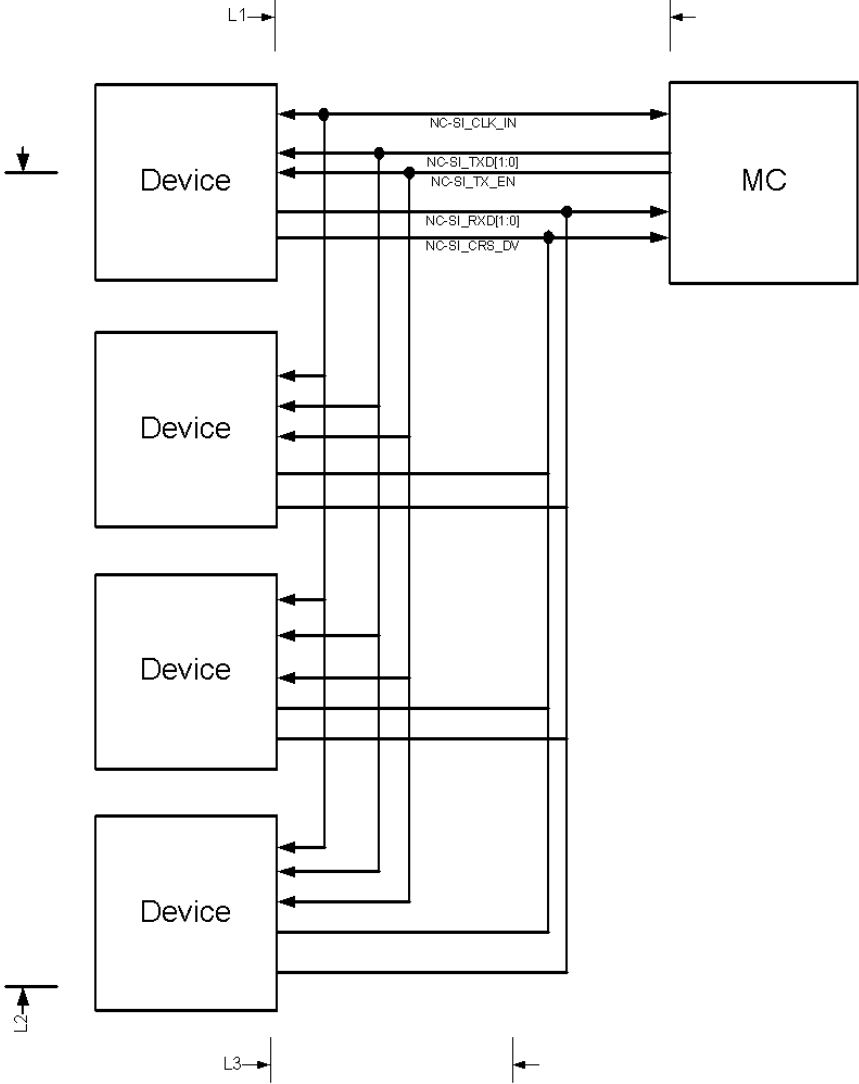 L1
NC-SI_CLK_IN
NC-SI_TXD[1:0]
Device
NC-SI_TX_EN
MC
NC-SI_RXD[1:0]
NC-SI_CRS_DV
Device
Device
Device
L2
L3